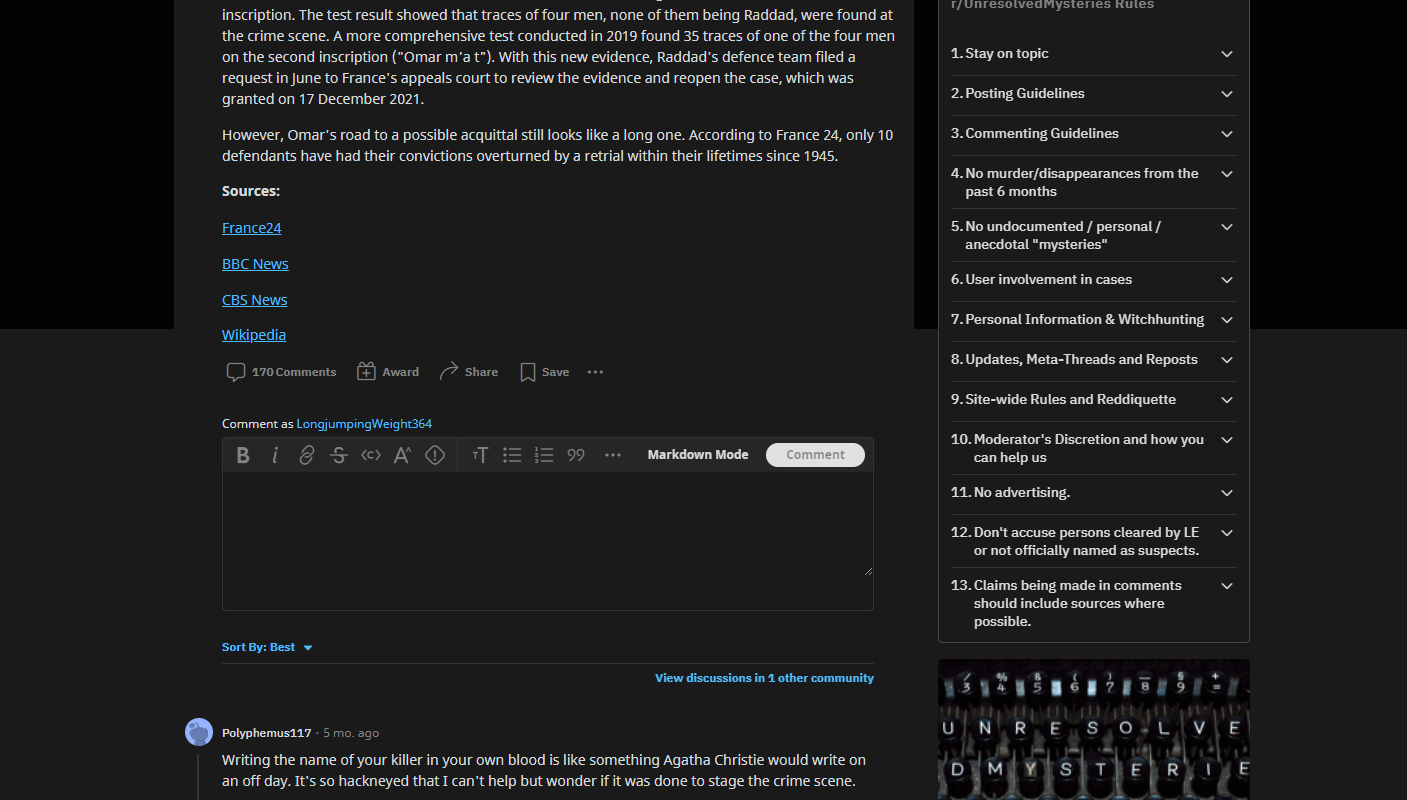 inscription. The test result showed that traces of four men, none of them being Raddad, were found at
the crime scene. A more comprehensive test conducted in 2019 found 35 traces of one of the four men
on the second inscription ("Omar m'a t"). With this new evidence, Raddad's defence team filed a
request in June to France's appeals court to review the evidence and reopen the case, which was
granted on 17 December 2021.
However, Omar's road to a possible acquittal still looks like a long one. According to France 24, only 10
defendants have had their convictions overturned by a retrial within their lifetimes since 1945.
Sources:
France24
BBC News
CBS News
Wikipedia
170 Comments Award Share Save
Comment as LongjumpingWeight364
Markdown Mode Comment
Sort By: Best
View discussions in 1 other community
Polyphemus117 · 5 mo. ago
Writing the name of your killer in your own blood is like something Agatha Christie would write on
an off day. It's so hackneyed that I can't help but wonder if it was done to stage the crime scene.
r/UnresolvedMysteries Rules
1. Stay on topic
2. Posting Guidelines
3. Commenting Guidelines
4. No murder/disappearances from the
past 6 months
5. No undocumented / personal /
anecdotal "mysteries"
6. User involvement in cases
7. Personal Information & Witchhunting
8. Updates, Meta-Threads and Reposts
9. Site-wide Rules and Reddiquette
10. Moderator's Discretion and how you
can help us
11. No advertising.
12. Don't accuse persons cleared by LE
or not officially named as suspects.
13. Claims being made in comments
should include sources where
possible.
/ 3 % 4 & 5 ( 6 ) 7 _ 8 § 9 + =
U N R E S O L V E
D M Y S T E R I E